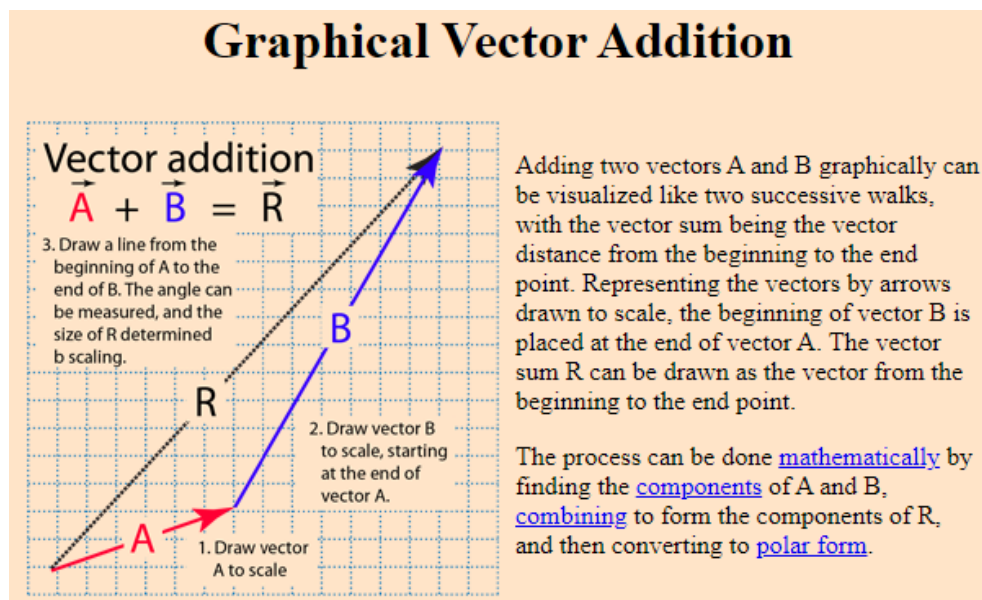 Graphical Vector Addition
Vector addition
A + B = R
3. Draw a line from the
beginning of A to the
end of B. The angle can
be measured, and the
size of R determined
b scaling.
B
R
2. Draw vector B
to scale, starting
at the end of
vector A.
A
1. Draw vector
A to scale
Adding two vectors A and B graphically can
be visualized like two successive walks,
with the vector sum being the vector
distance from the beginning to the end
point. Representing the vectors by arrows
drawn to scale, the beginning of vector B is
placed at the end of vector A. The vector
sum R can be drawn as the vector from the
beginning to the end point.
The process can be done mathematically by
finding the components of A and B,
combining to form the components of R,
and then converting to polar form.